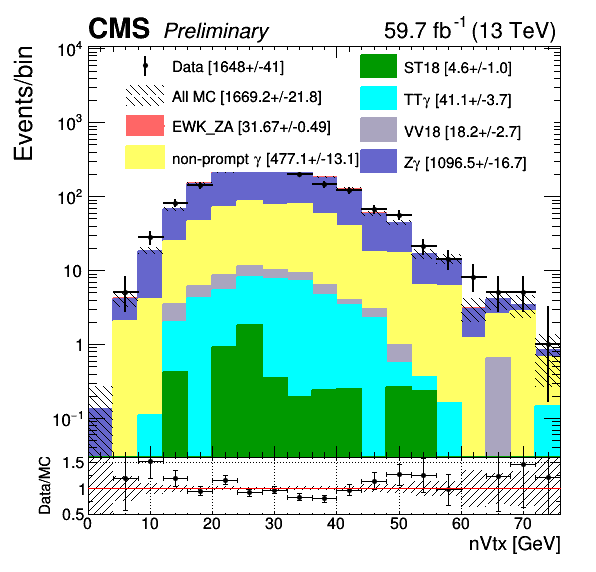 CMS Preliminary 59.7 fb⁻¹ (13 TeV)
Events/bin
10⁴
10³
10²
10
1
10⁻¹
Data [1648+/-41]
All MC [1669.2+/-21.8]
EWK_ZA [31.67+/-0.49]
non-prompt γ [477.1+/-13.1]
ST18 [4.6+/-1.0]
TTγ [41.1+/-3.7]
VV18 [18.2+/-2.7]
Zγ [1096.5+/-16.7]
Data/MC
1.5
1
0.5
0 10 20 30 40 50 60 70
nVtx [GeV]